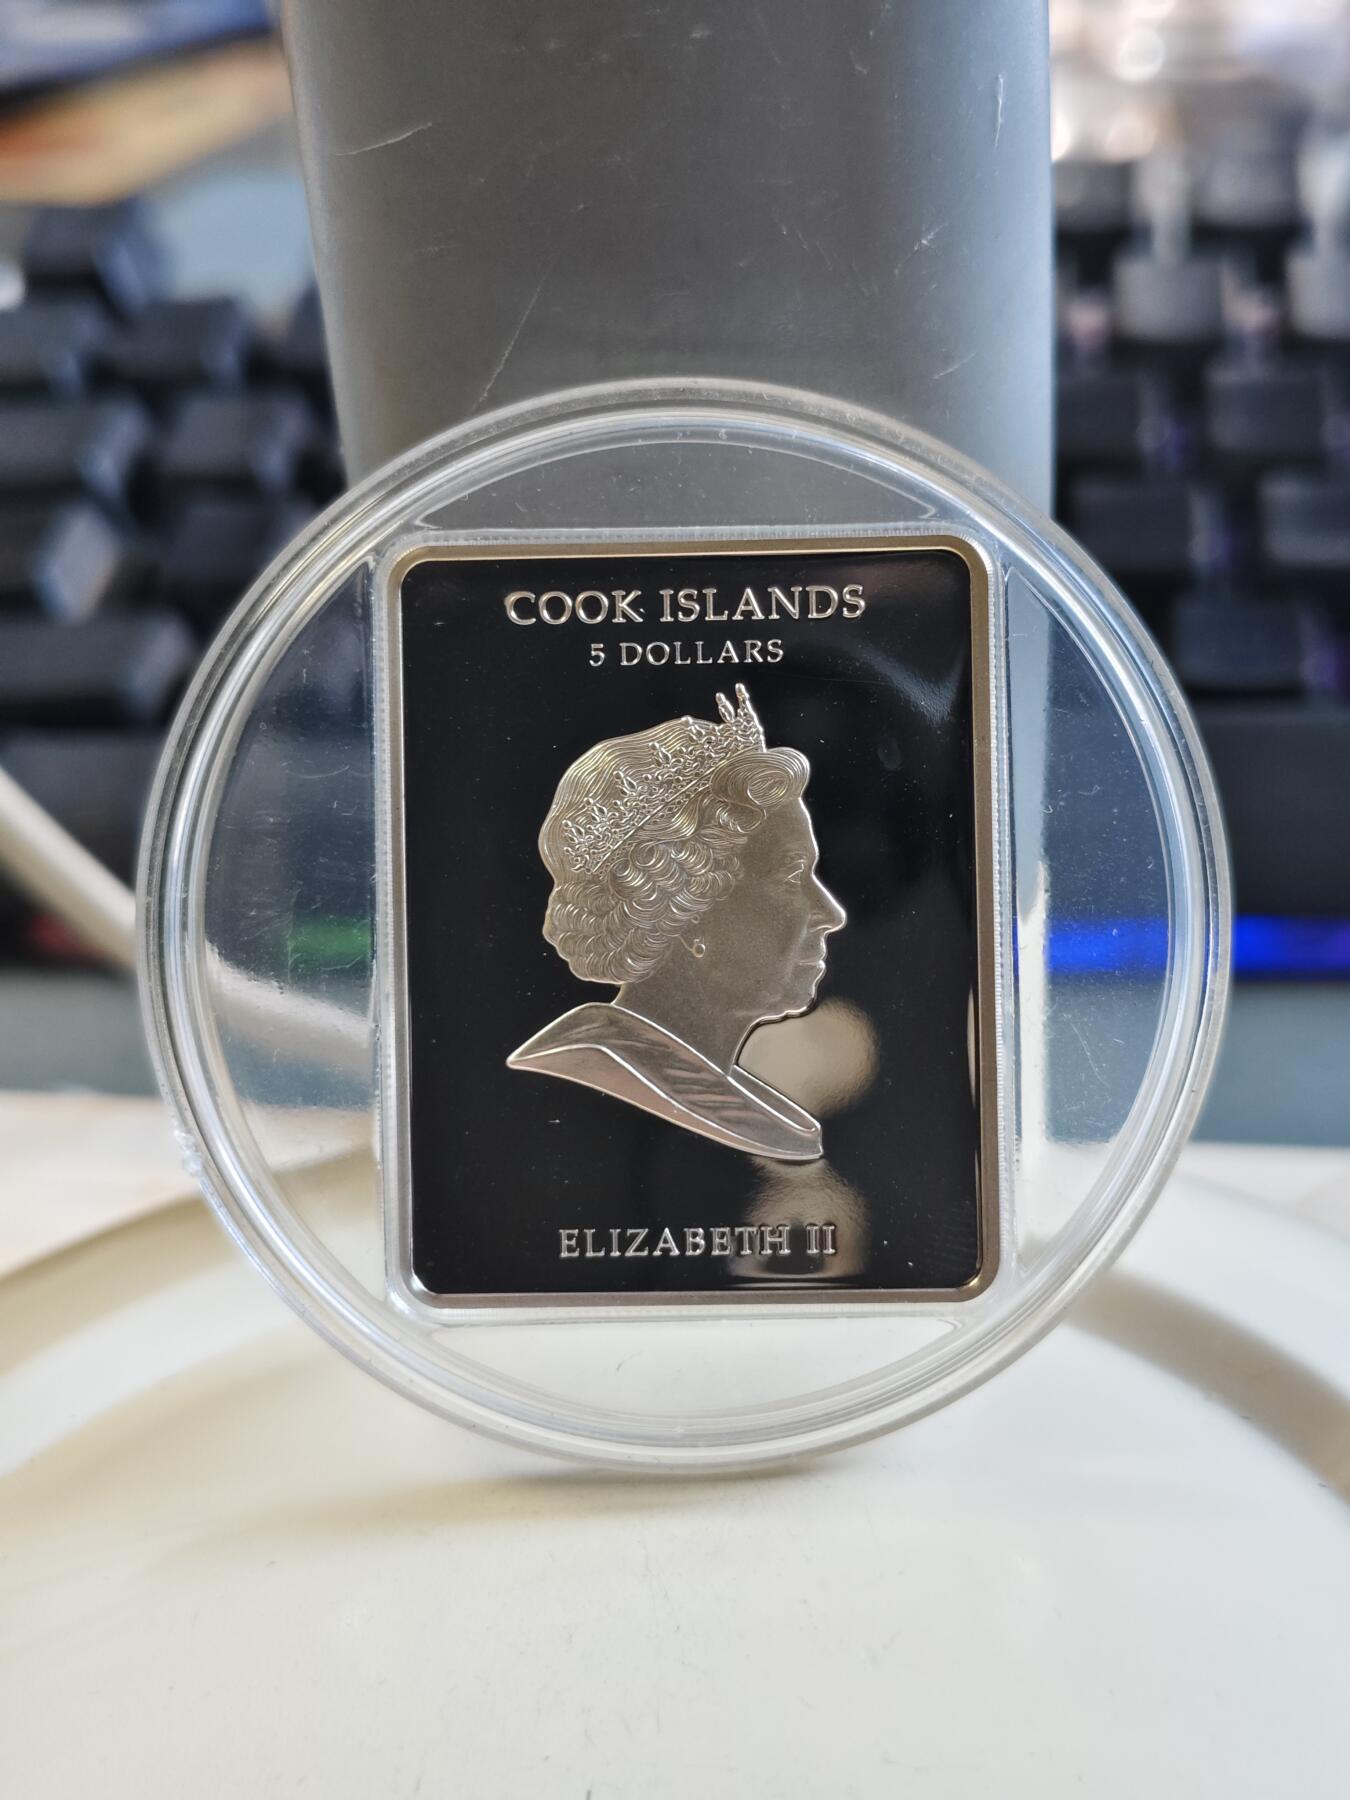 COOK ISLANDS
5 DOLLARS
ELIZABETH II